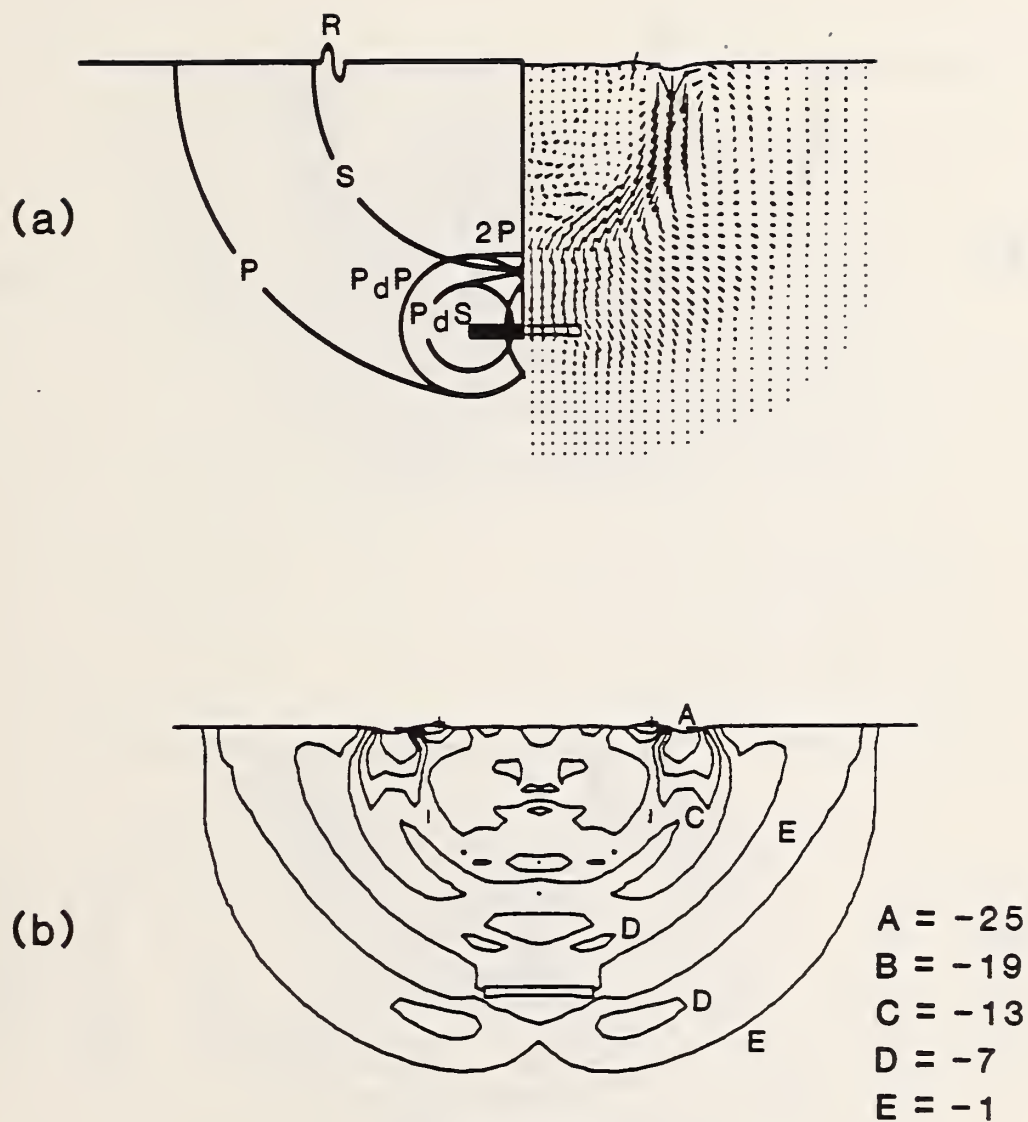 R
(a)
S
P
2P
PdP
PdS
(b)
A
C
E
D
D
E
A = -25
B = -19
C = -13
D = -7
E = -1